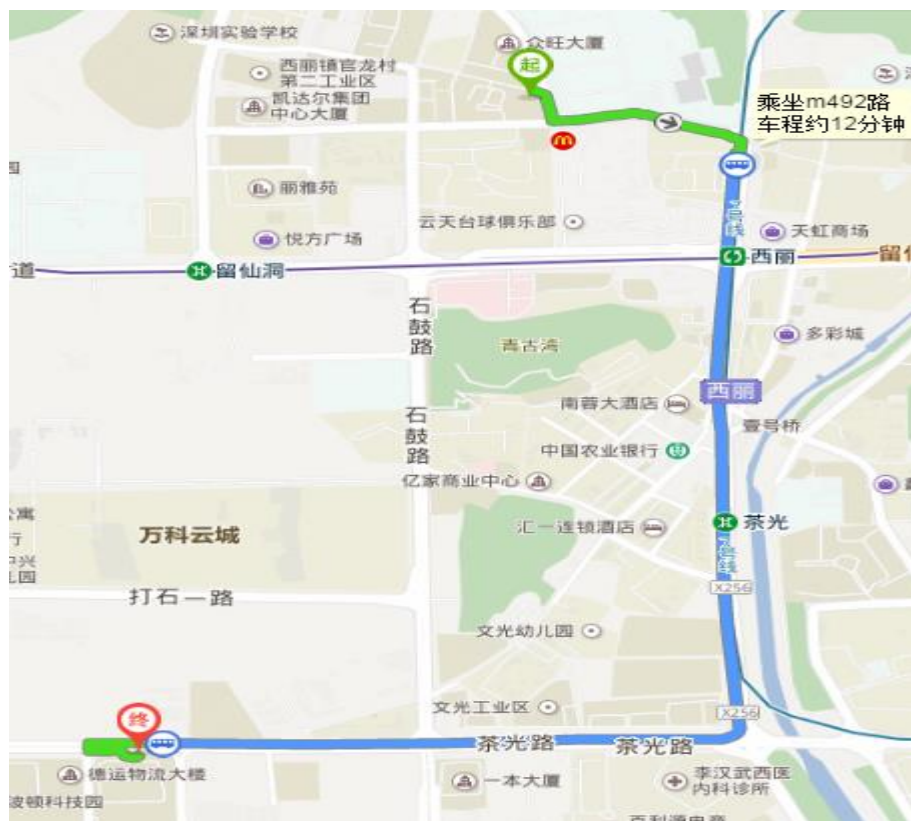 深圳实验学校
众旺大厦
西丽镇官龙村
第二工业区
起
凯达尔集团
中心大厦
乘坐m492路
车程约12分钟
丽雅苑
云天台球俱乐部
7号线
天虹商场
悦方广场
道
留仙洞
西丽
留仙
石鼓路
多彩城
青古湾
西丽
南蓉大酒店
壹号桥
石鼓路
中国农业银行
亿家商业中心
茶光
汇一连锁酒店
万科云城
7号线
X256
打石一路
文光幼儿园
文光工业区
X256
终
茶光路
茶光路
德运物流大楼
一本大厦
李汉武西医
内科诊所
波顿科技园